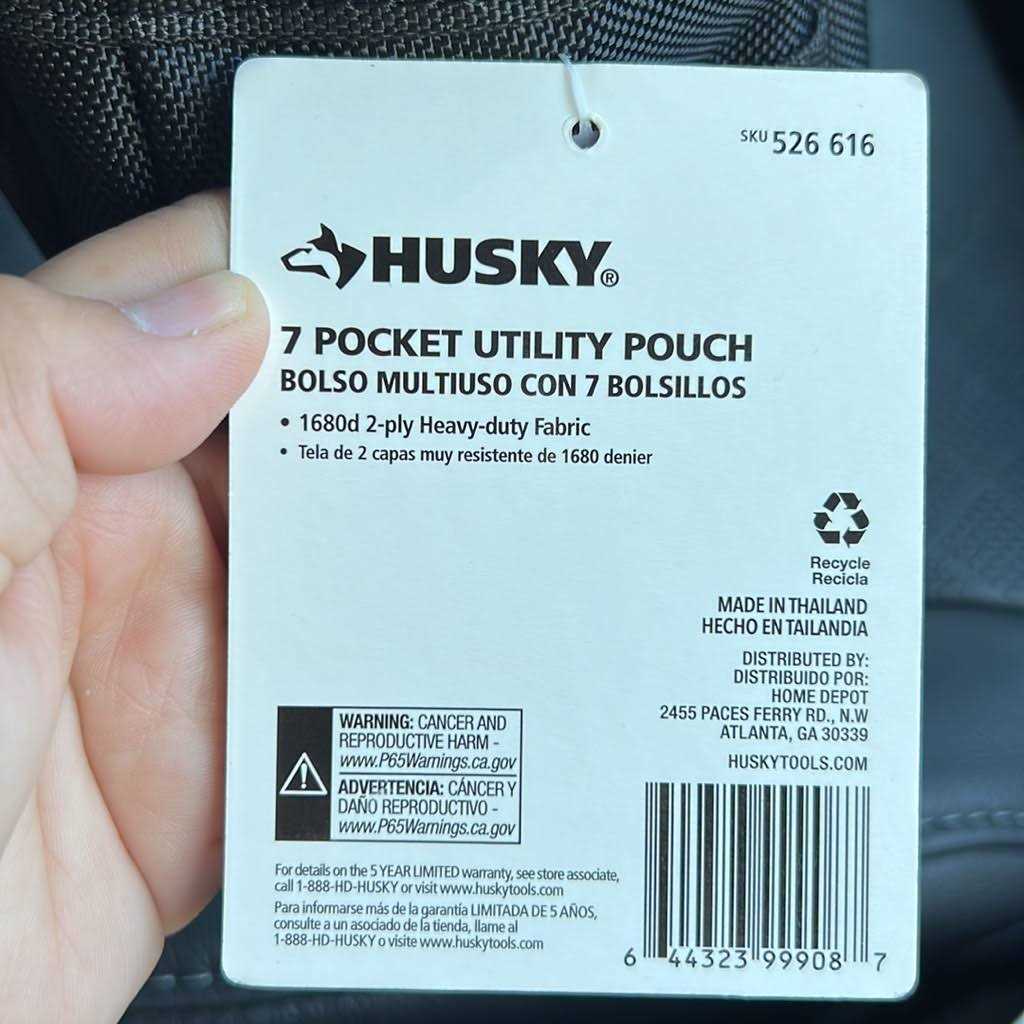 SKU 526 616
HUSKY®
7 POCKET UTILITY POUCH
BOLSO MULTIUSO CON 7 BOLSILLOS
• 1680d 2-ply Heavy-duty Fabric
• Tela de 2 capas muy resistente de 1680 denier
Recycle
Recicla
MADE IN THAILAND
HECHO EN TAILANDIA
DISTRIBUTED BY:
DISTRIBUIDO POR:
HOME DEPOT
2455 PACES FERRY RD., N.W
ATLANTA, GA 30339
HUSKYTOOLS.COM
WARNING: CANCER AND
REPRODUCTIVE HARM -
www.P65Warnings.ca.gov
ADVERTENCIA: CÁNCER Y
DAÑO REPRODUCTIVO -
www.P65Warnings.ca.gov
For details on the 5 YEAR LIMITED warranty, see store associate,
call 1-888-HD-HUSKY or visit www.huskytools.com
Para informarse más de la garantía LIMITADA DE 5 AÑOS,
consulte a un asociado de la tienda, llame al
1-888-HD-HUSKY o visite www.huskytools.com
6 44323 99908 7